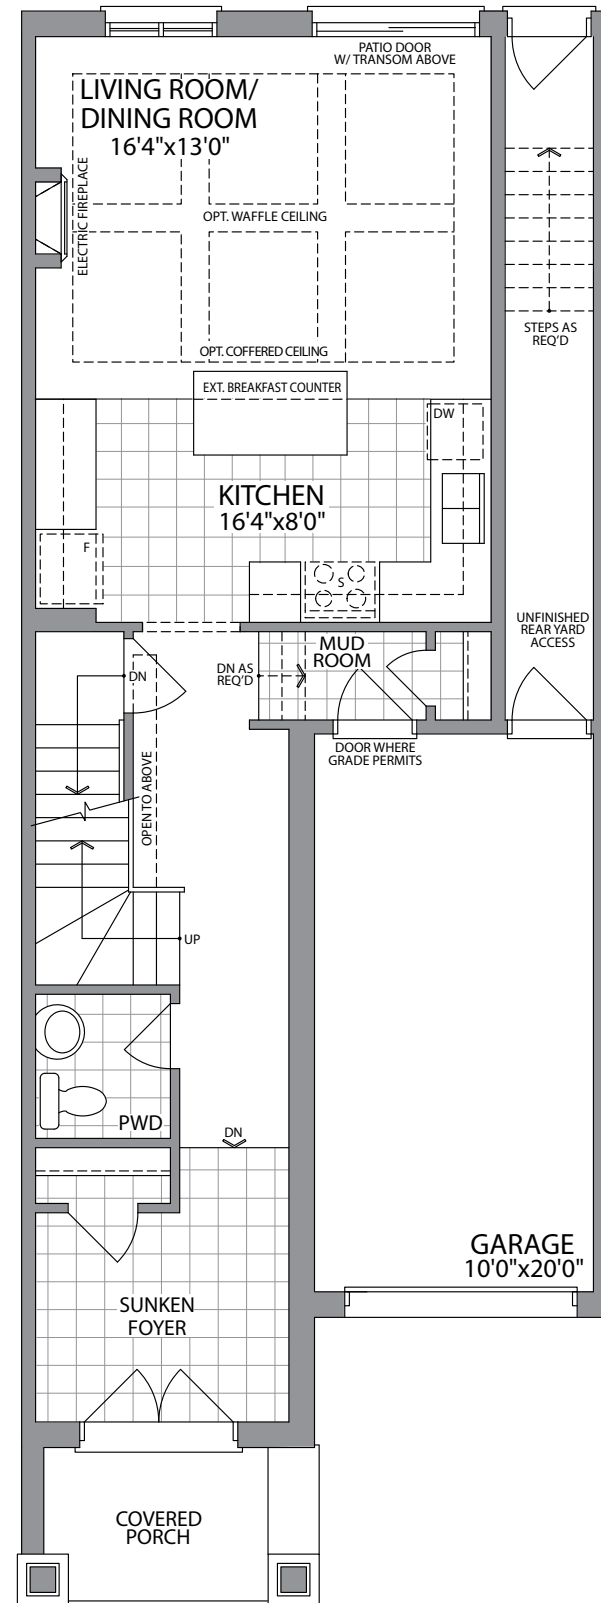 PATIO DOOR
W/ TRANSOM ABOVE
LIVING ROOM/
DINING ROOM
16'4"x13'0"
ELECTRIC FIREPLACE
OPT. WAFFLE CEILING
STEPS AS
REQ'D
OPT. COFFERED CEILING
EXT. BREAKFAST COUNTER
DW
KITCHEN
16'4"x8'0"
F
S
UNFINISHED
REAR YARD
ACCESS
MUD
ROOM
DN
DN AS
REQ'D
DOOR WHERE
GRADE PERMITS
OPEN TO ABOVE
UP
PWD
DN
GARAGE
10'0"x20'0"
SUNKEN
FOYER
COVERED
PORCH